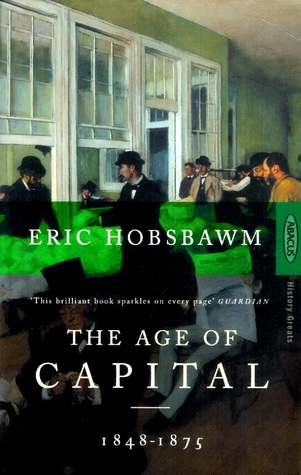 ERIC HOBSBAWM
ABACUS
History Greats
'This brilliant book sparkles on every page' GUARDIAN
THE AGE OF
CAPITAL
1848-1875